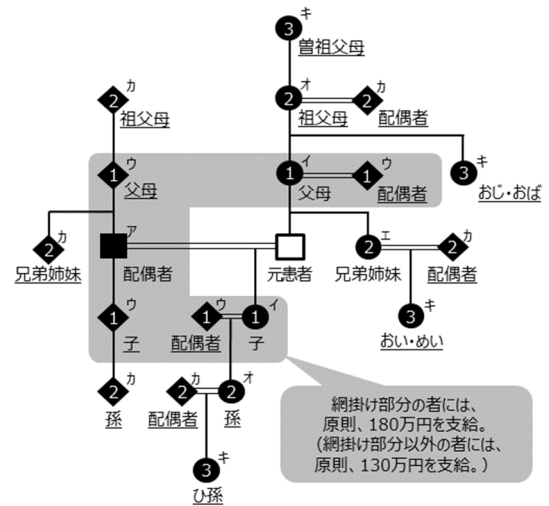 キ
3
曽祖父母
カ
2
祖父母
オ
2
祖父母
カ
2
配偶者
ウ
1
父母
イ
1
父母
ウ
1
配偶者
キ
3
おじ・おば
カ
2
兄弟姉妹
ア
配偶者
元患者
エ
2
兄弟姉妹
カ
2
配偶者
ウ
1
子
ウ
1
配偶者
イ
1
子
キ
3
おい・めい
カ
2
孫
カ
2
配偶者
オ
2
孫
キ
3
ひ孫
網掛け部分の者には、
原則、180万円を支給。
（網掛け部分以外の者には、
原則、130万円を支給。）